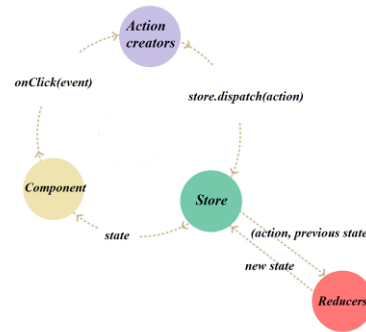 Action
creators
onClick(event)
store.dispatch(action)
Component
Store
state
(action, previous state
new state
Reducers